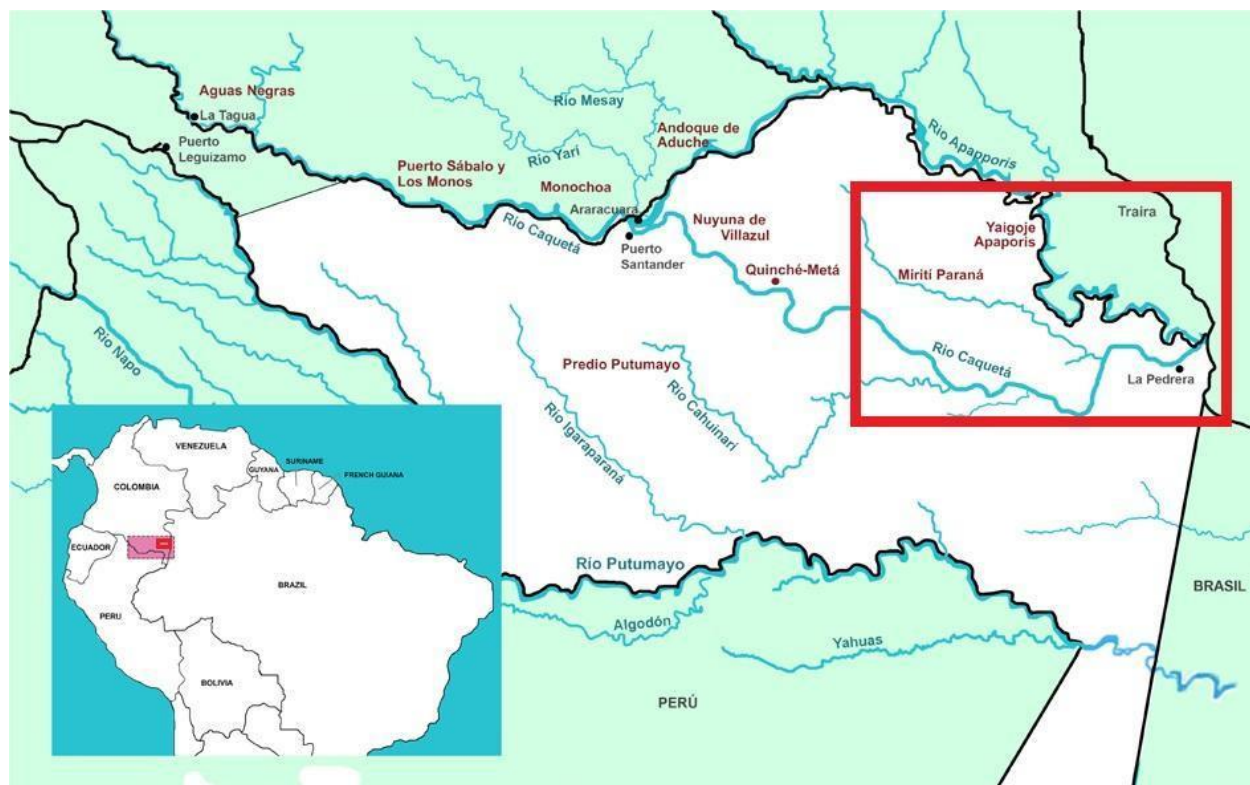 Aguas Negras
La Tagua
Puerto
Leguizamo
Río Mesay
Río Yarí
Andoque de
Aduche
Puerto Sábalo y
Los Monos
Monochoa
Araracuara
Río Caquetá
Puerto
Santander
Nuyuna de
Villazul
Quinché-Metá
Río Apapporis
Traira
Yaigoje
Apaporis
Mirití Paraná
Río Caquetá
La Pedrera
Río Napo
Predio Putumayo
Río Cahuinarí
Río Igaraparaná
Río Putumayo
Algodón
Yahuas
PERÚ
BRASIL
VENEZUELA
GUYANA
SURINAME
FRENCH GUIANA
COLOMBIA
ECUADOR
PERU
BRAZIL
BOLIVIA